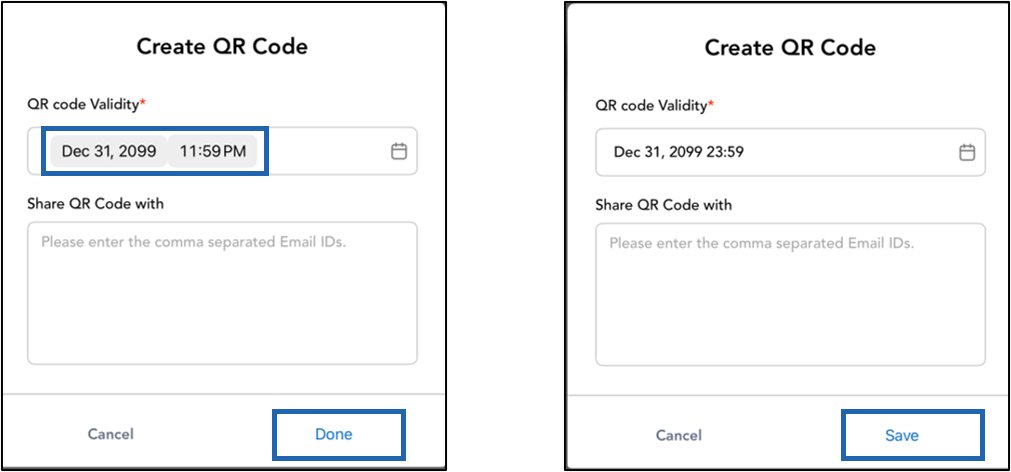 Create QR Code
QR code Validity*
Dec 31, 2099 11:59 PM
Share QR Code with
Please enter the comma separated Email IDs.
Cancel Done
Create QR Code
QR code Validity*
Dec 31, 2099 23:59
Share QR Code with
Please enter the comma separated Email IDs.
Cancel Save